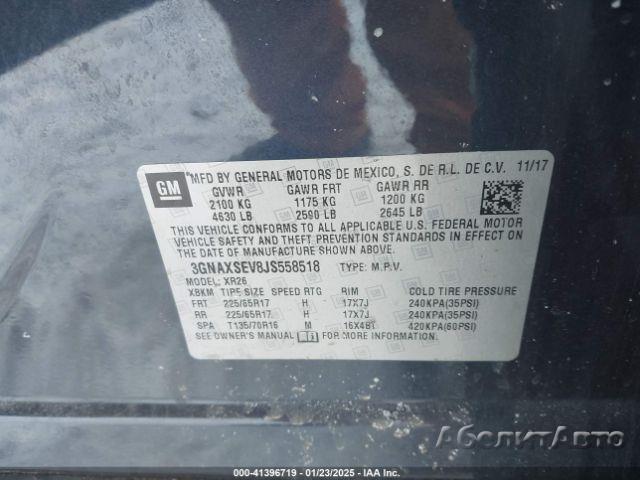 MFD BY GENERAL MOTORS DE MEXICO, S. DE R.L. DE C.V. 11/17
GM
GVWR GAWR FRT GAWR RR
2100 KG 1175 KG 1200 KG
4630 LB 2590 LB 2645 LB
THIS VEHICLE CONFORMS TO ALL APPLICABLE U.S. FEDERAL MOTOR
VEHICLE SAFETY AND THEFT PREVENTION STANDARDS IN EFFECT ON THE
DATE OF MANUFACTURE SHOWN ABOVE.
3GNAXSEV8JS558518 TYPE: M.P.V.
MODEL: XR26
XBKM TIRE SIZE SPEED RTG RIM COLD TIRE PRESSURE
FRT 225/65R17 H 17X7J 240KPA(35PSI)
RR 225/65R17 H 17X7J 240KPA(35PSI)
SPA T135/70R16 M 16X4BT 420KPA(60PSI)
SEE OWNER'S MANUAL FOR MORE INFORMATION.
АболитАвто
000-41396719 - 01/23/2025 - IAA Inc.